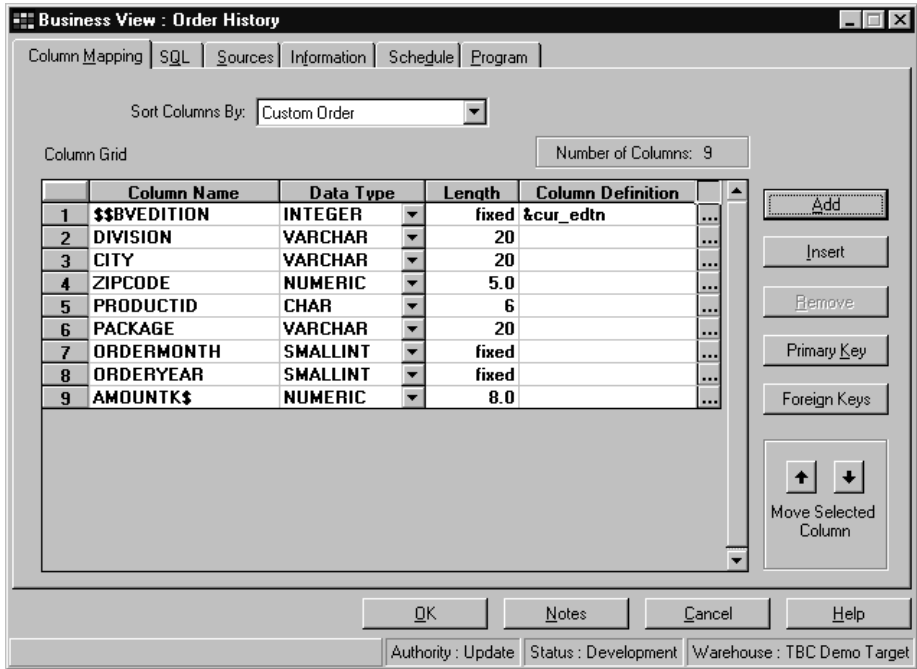 Business View : Order History
Column Mapping SQL Sources Information Schedule Program
Sort Columns By: Custom Order
Column Grid Number of Columns: 9
Column Name Data Type Length Column Definition
1 $$BVEDITION INTEGER fixed &cur_edtn ...
2 DIVISION VARCHAR 20 ...
3 CITY VARCHAR 20 ...
4 ZIPCODE NUMERIC 5.0 ...
5 PRODUCTID CHAR 6 ...
6 PACKAGE VARCHAR 20 ...
7 ORDERMONTH SMALLINT fixed ...
8 ORDERYEAR SMALLINT fixed ...
9 AMOUNTK$ NUMERIC 8.0 ...
Add
Insert
Remove
Primary Key
Foreign Keys
Move Selected
Column
OK Notes Cancel Help
Authority : Update Status : Development Warehouse : TBC Demo Target